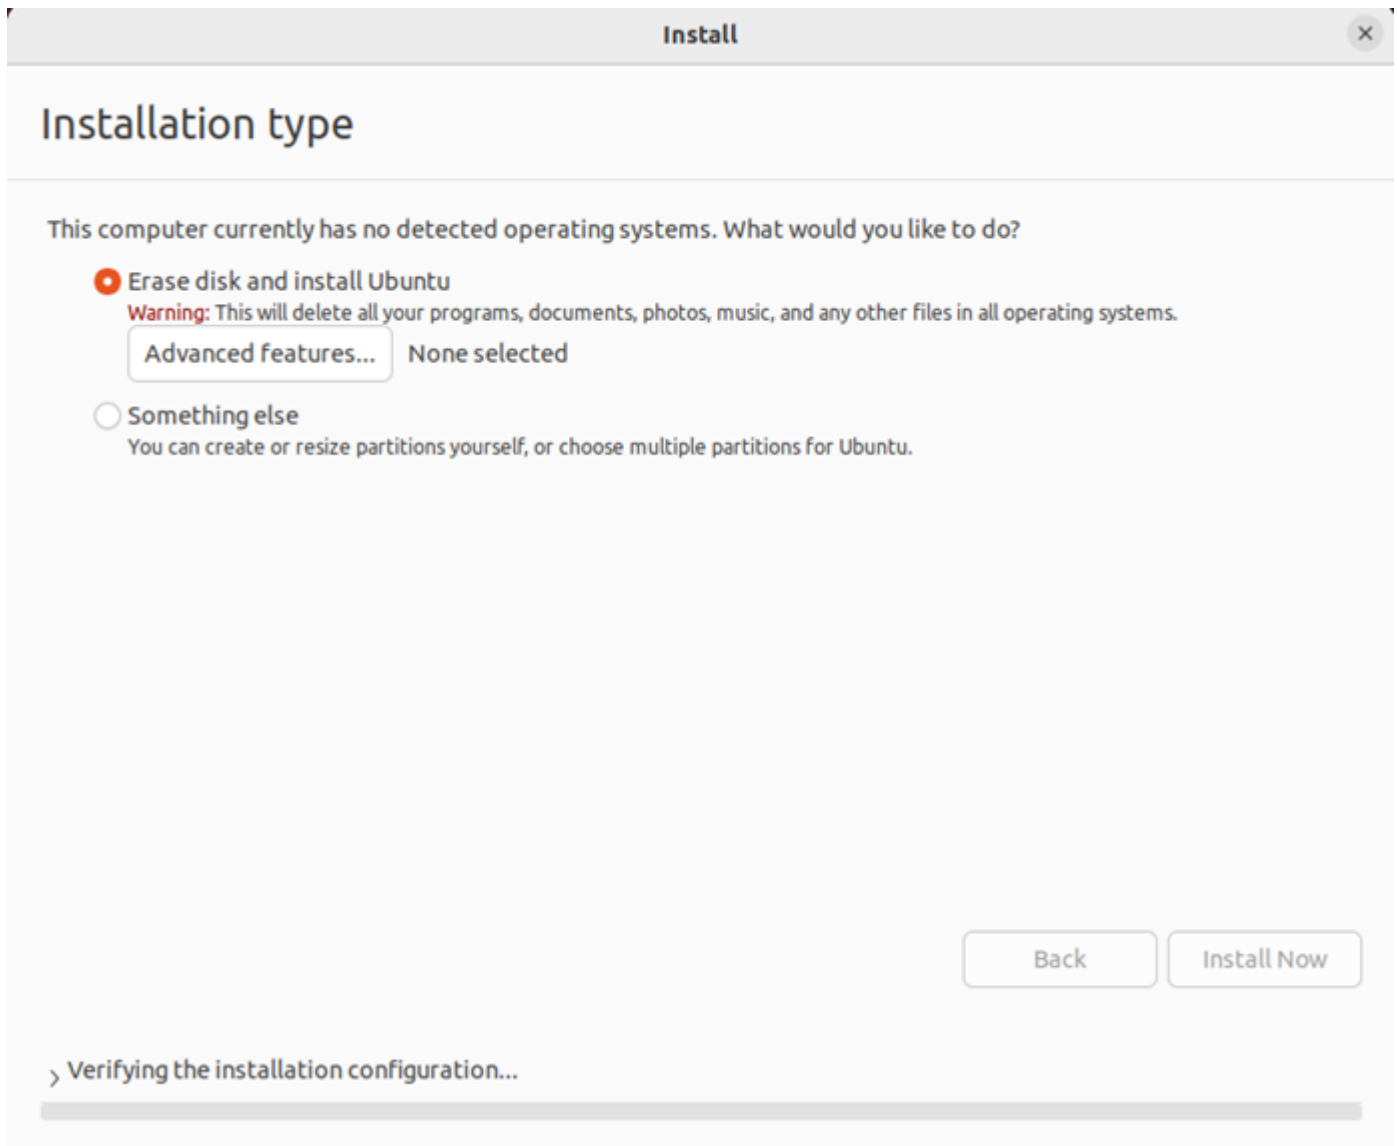 Install
Installation type
This computer currently has no detected operating systems. What would you like to do?
Erase disk and install Ubuntu
Warning: This will delete all your programs, documents, photos, music, and any other files in all operating systems.
Advanced features... None selected
Something else
You can create or resize partitions yourself, or choose multiple partitions for Ubuntu.
Back Install Now
Verifying the installation configuration...